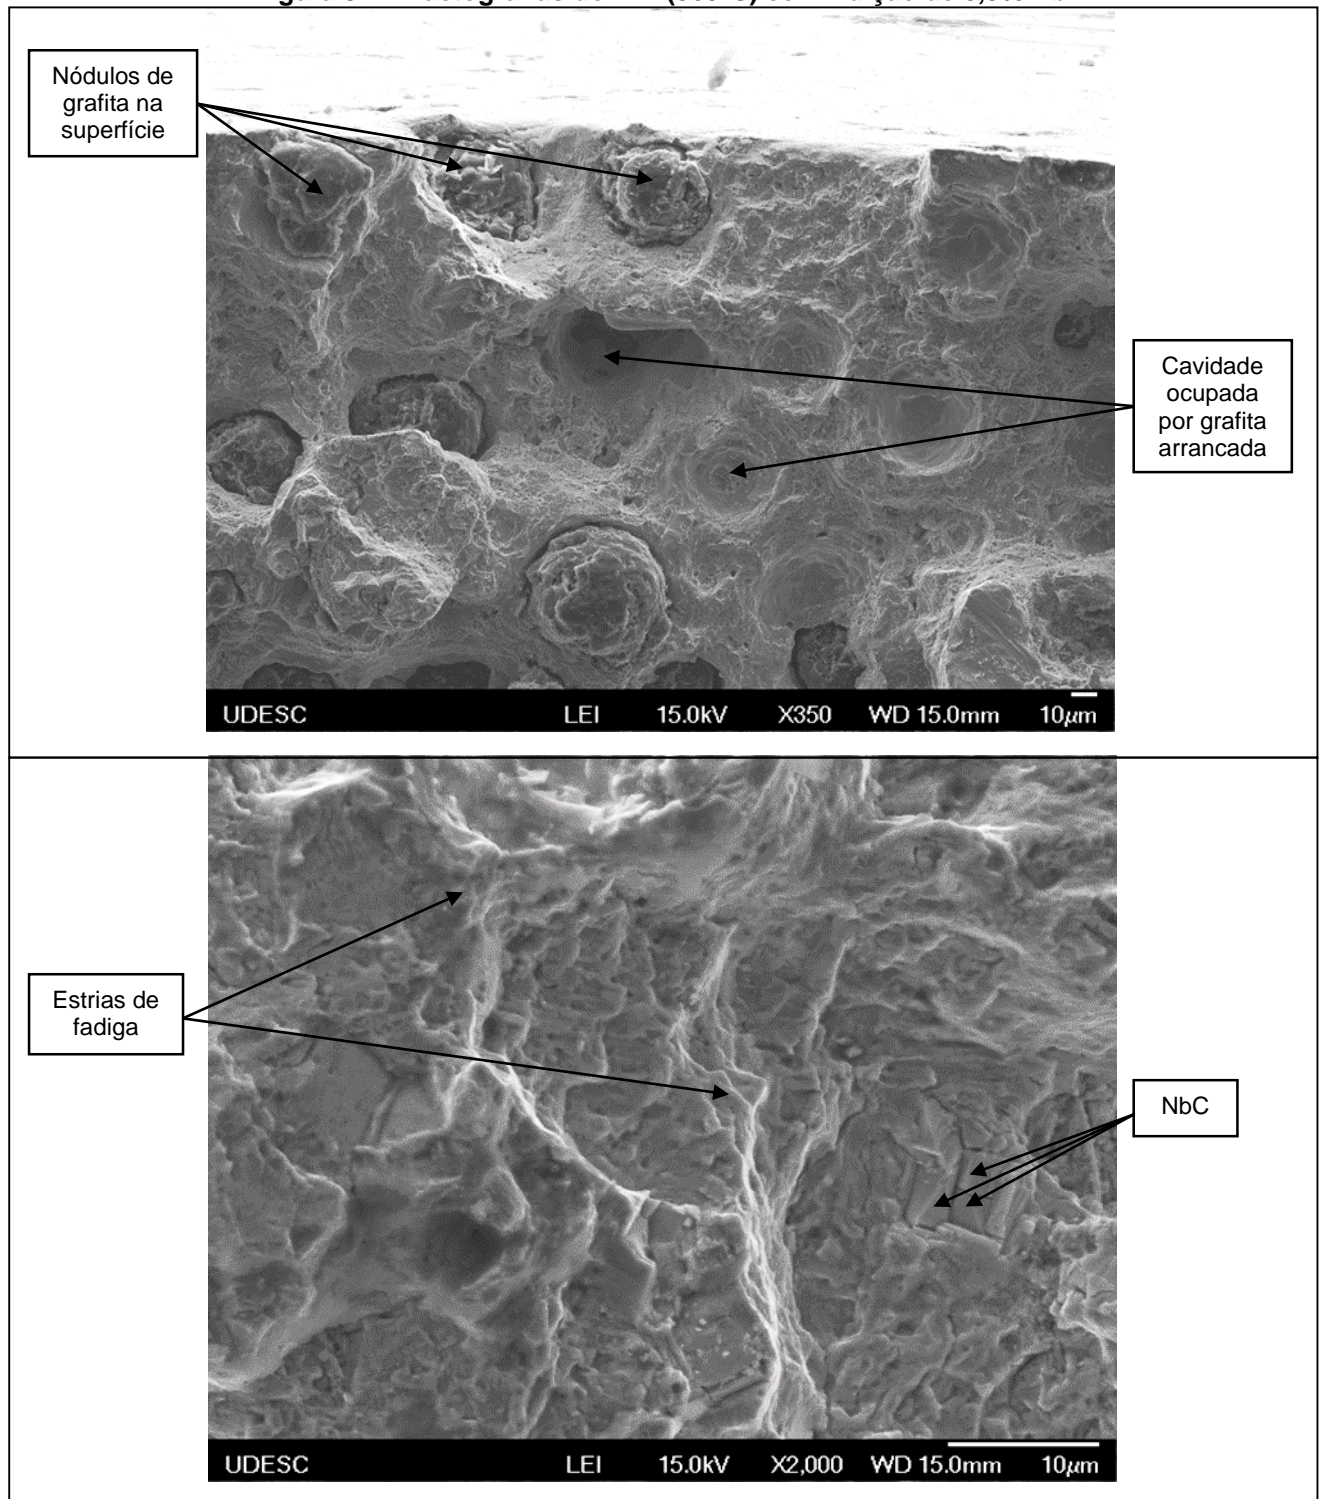 Nódulos de
grafita na
superfície
Cavidade
ocupada
por grafita
arrancada
UDESC LEI 15.0kV X350 WD 15.0mm 10µm
Estrias de
fadiga
NbC
UDESC LEI 15.0kV X2,000 WD 15.0mm 10µm